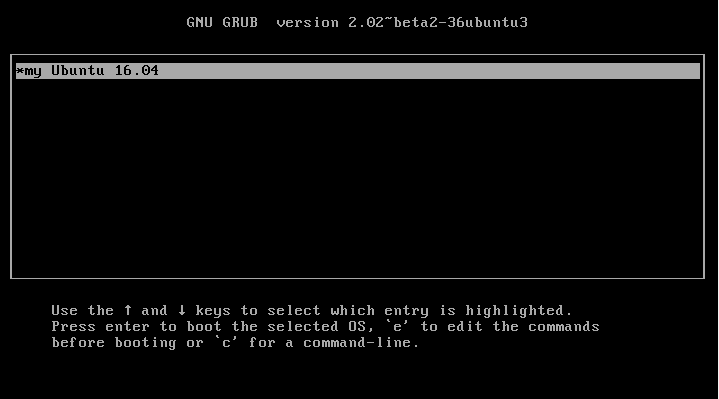 GNU GRUB  version 2.02~beta2-36ubuntu3
*my Ubuntu 16.04
Use the ↑ and ↓ keys to select which entry is highlighted.
Press enter to boot the selected OS, `e' to edit the commands
before booting or `c' for a command-line.